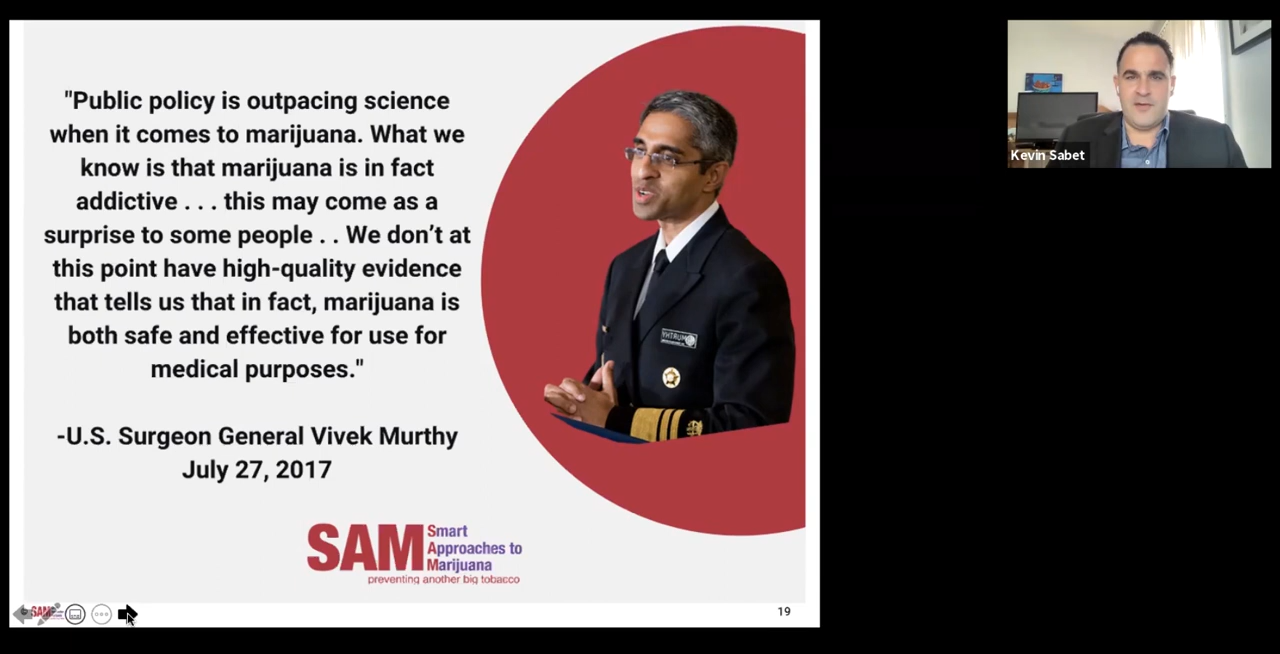 "Public policy is outpacing science
when it comes to marijuana. What we
know is that marijuana is in fact
addictive . . . this may come as a
surprise to some people . . We don’t at
this point have high-quality evidence
that tells us that in fact, marijuana is
both safe and effective for use for
medical purposes."
-U.S. Surgeon General Vivek Murthy
July 27, 2017
SAM
Smart
Approaches to
Marijuana
preventing another big tobacco
SAM
19
Kevin Sabet